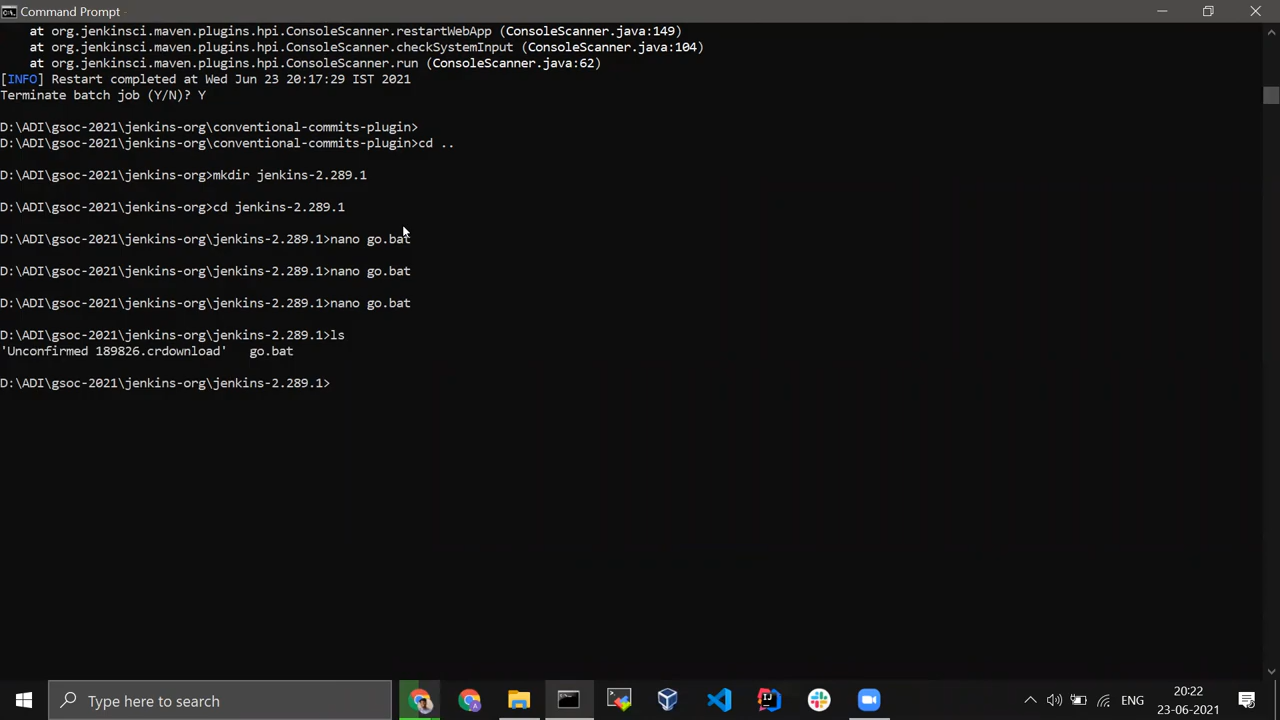 Command Prompt
at org.jenkinsci.maven.plugins.hpi.ConsoleScanner.restartWebApp (ConsoleScanner.java:149)
at org.jenkinsci.maven.plugins.hpi.ConsoleScanner.checkSystemInput (ConsoleScanner.java:104)
at org.jenkinsci.maven.plugins.hpi.ConsoleScanner.run (ConsoleScanner.java:62)
[INFO] Restart completed at Wed Jun 23 20:17:29 IST 2021
Terminate batch job (Y/N)? Y
D:\ADI\gsoc-2021\jenkins-org\conventional-commits-plugin>
D:\ADI\gsoc-2021\jenkins-org\conventional-commits-plugin>cd ..
D:\ADI\gsoc-2021\jenkins-org>mkdir jenkins-2.289.1
D:\ADI\gsoc-2021\jenkins-org>cd jenkins-2.289.1
D:\ADI\gsoc-2021\jenkins-org\jenkins-2.289.1>nano go.bat
D:\ADI\gsoc-2021\jenkins-org\jenkins-2.289.1>nano go.bat
D:\ADI\gsoc-2021\jenkins-org\jenkins-2.289.1>nano go.bat
D:\ADI\gsoc-2021\jenkins-org\jenkins-2.289.1>ls
'Unconfirmed 189826.crdownload'   go.bat
D:\ADI\gsoc-2021\jenkins-org\jenkins-2.289.1>
Type here to search
ENG
20:22
23-06-2021